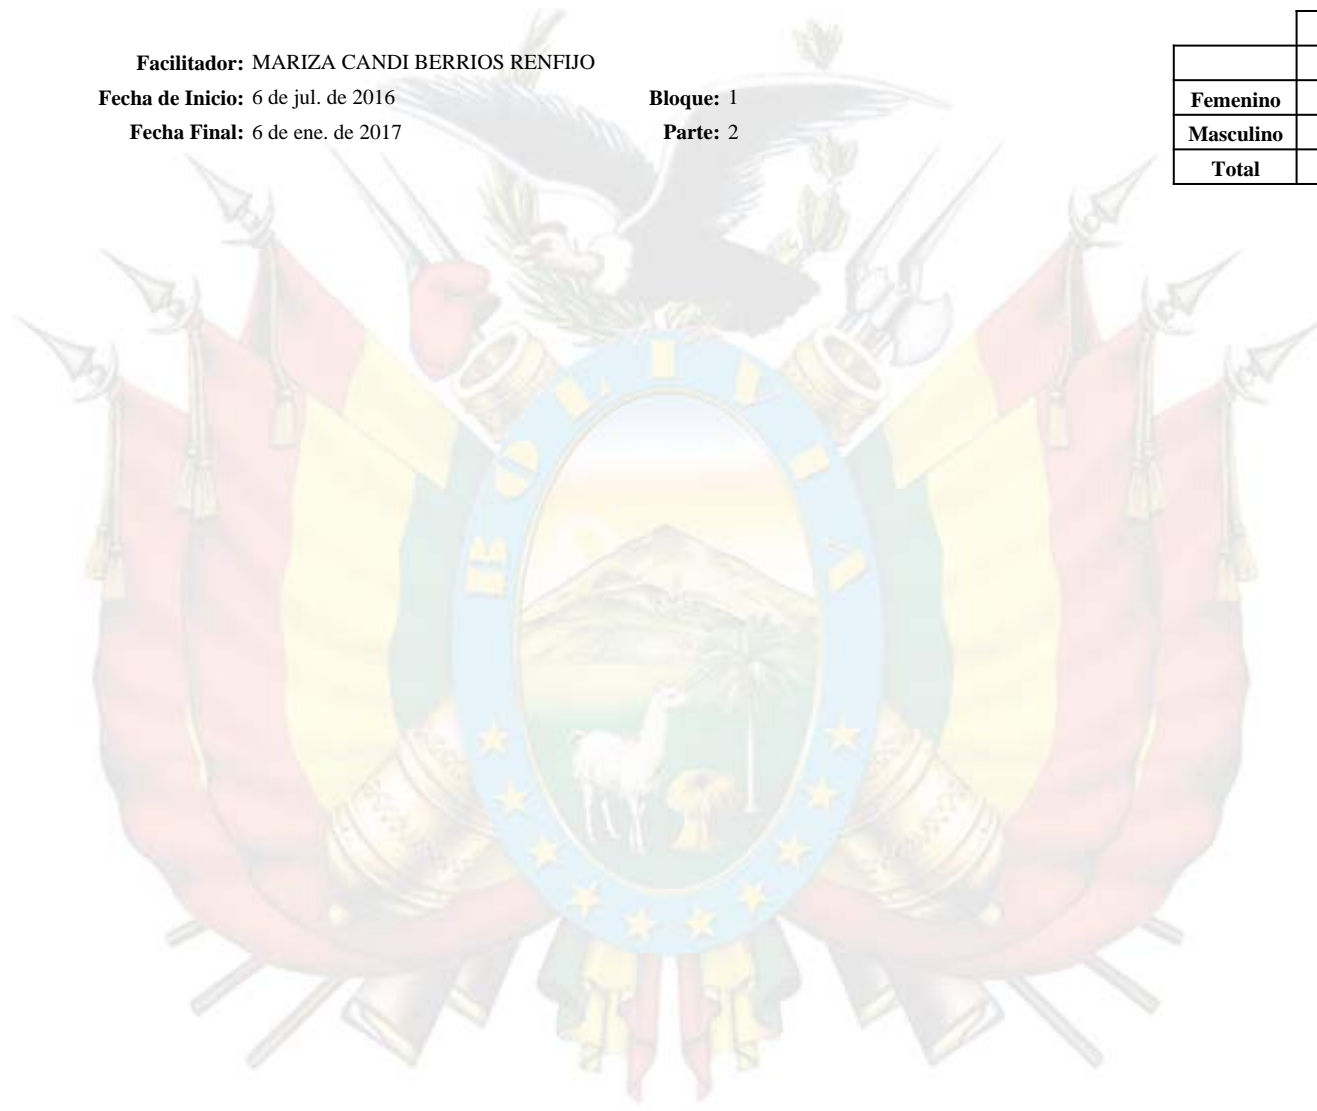 Facilitador: MARIZA CANDI BERRIOS RENFIJO
Fecha de Inicio: 6 de jul. de 2016 Bloque: 1
Fecha Final: 6 de ene. de 2017 Parte: 2
Femenino
Masculino
Total
BOLIVIA